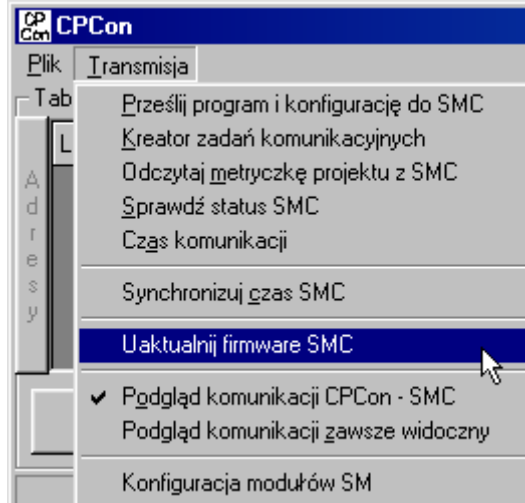 CP
Con
CPCon
Plik Transmisja
Tab
L
Adresy
Prześlij program i konfigurację do SMC
Kreator zadań komunikacyjnych
Odczytaj metryczkę projektu z SMC
Sprawdź status SMC
Czas komunikacji
Synchronizuj czas SMC
Uaktualnij firmware SMC
Podgląd komunikacji CPCon - SMC
Podgląd komunikacji zawsze widoczny
Konfiguracja modułów SM